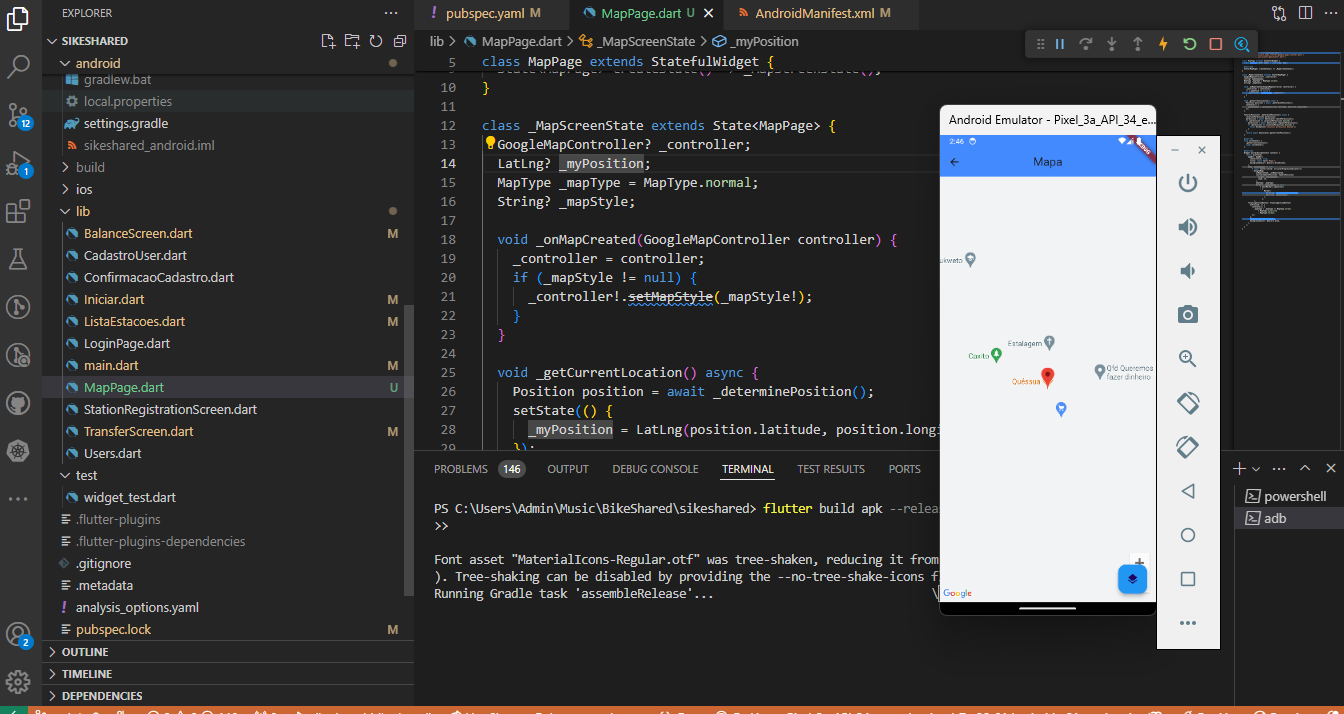 EXPLORER
SIKESHARED
android
gradlew.bat
local.properties
settings.gradle
sikeshared_android.iml
build
ios
lib
BalanceScreen.dart M
CadastroUser.dart
ConfirmacaoCadastro.dart
Iniciar.dart M
ListaEstacoes.dart M
LoginPage.dart
main.dart M
MapPage.dart U
StationRegistrationScreen.dart
TransferScreen.dart M
Users.dart
test
widget_test.dart
.flutter-plugins
.flutter-plugins-dependencies
.gitignore
.metadata
analysis_options.yaml
pubspec.lock M
OUTLINE
TIMELINE
DEPENDENCIES
12
1
2
pubspec.yaml M
MapPage.dart U
AndroidManifest.xml M
lib > MapPage.dart > _MapScreenState > _myPosition
5 class MapPage extends StatefulWidget {
10 }
11
12 class _MapScreenState extends State<MapPage> {
13 GoogleMapController? _controller;
14 LatLng? _myPosition;
15 MapType _mapType = MapType.normal;
16 String? _mapStyle;
17
18 void _onMapCreated(GoogleMapController controller) {
19 _controller = controller;
20 if (_mapStyle != null) {
21 _controller!.setMapStyle(_mapStyle!);
22 }
23 }
24
25 void _getCurrentLocation() async {
26 Position position = await _determinePosition();
27 setState(() {
28 _myPosition = LatLng(position.latitude, position.longi
29 });
PROBLEMS 146 OUTPUT DEBUG CONSOLE TERMINAL TEST RESULTS PORTS
PS C:\Users\Admin\Music\BikeShared\sikeshared> flutter build apk --relea
>>
Font asset "MaterialIcons-Regular.otf" was tree-shaken, reducing it from
). Tree-shaking can be disabled by providing the --no-tree-shake-icons f
Running Gradle task 'assembleRelease'... \
powershell
adb
Android Emulator - Pixel_3a_API_34_e...
2:46
Mapa
ukweto
Estalagem
Caxito
Quéssua
Qfd Queremos
fazer dinheiro
Google